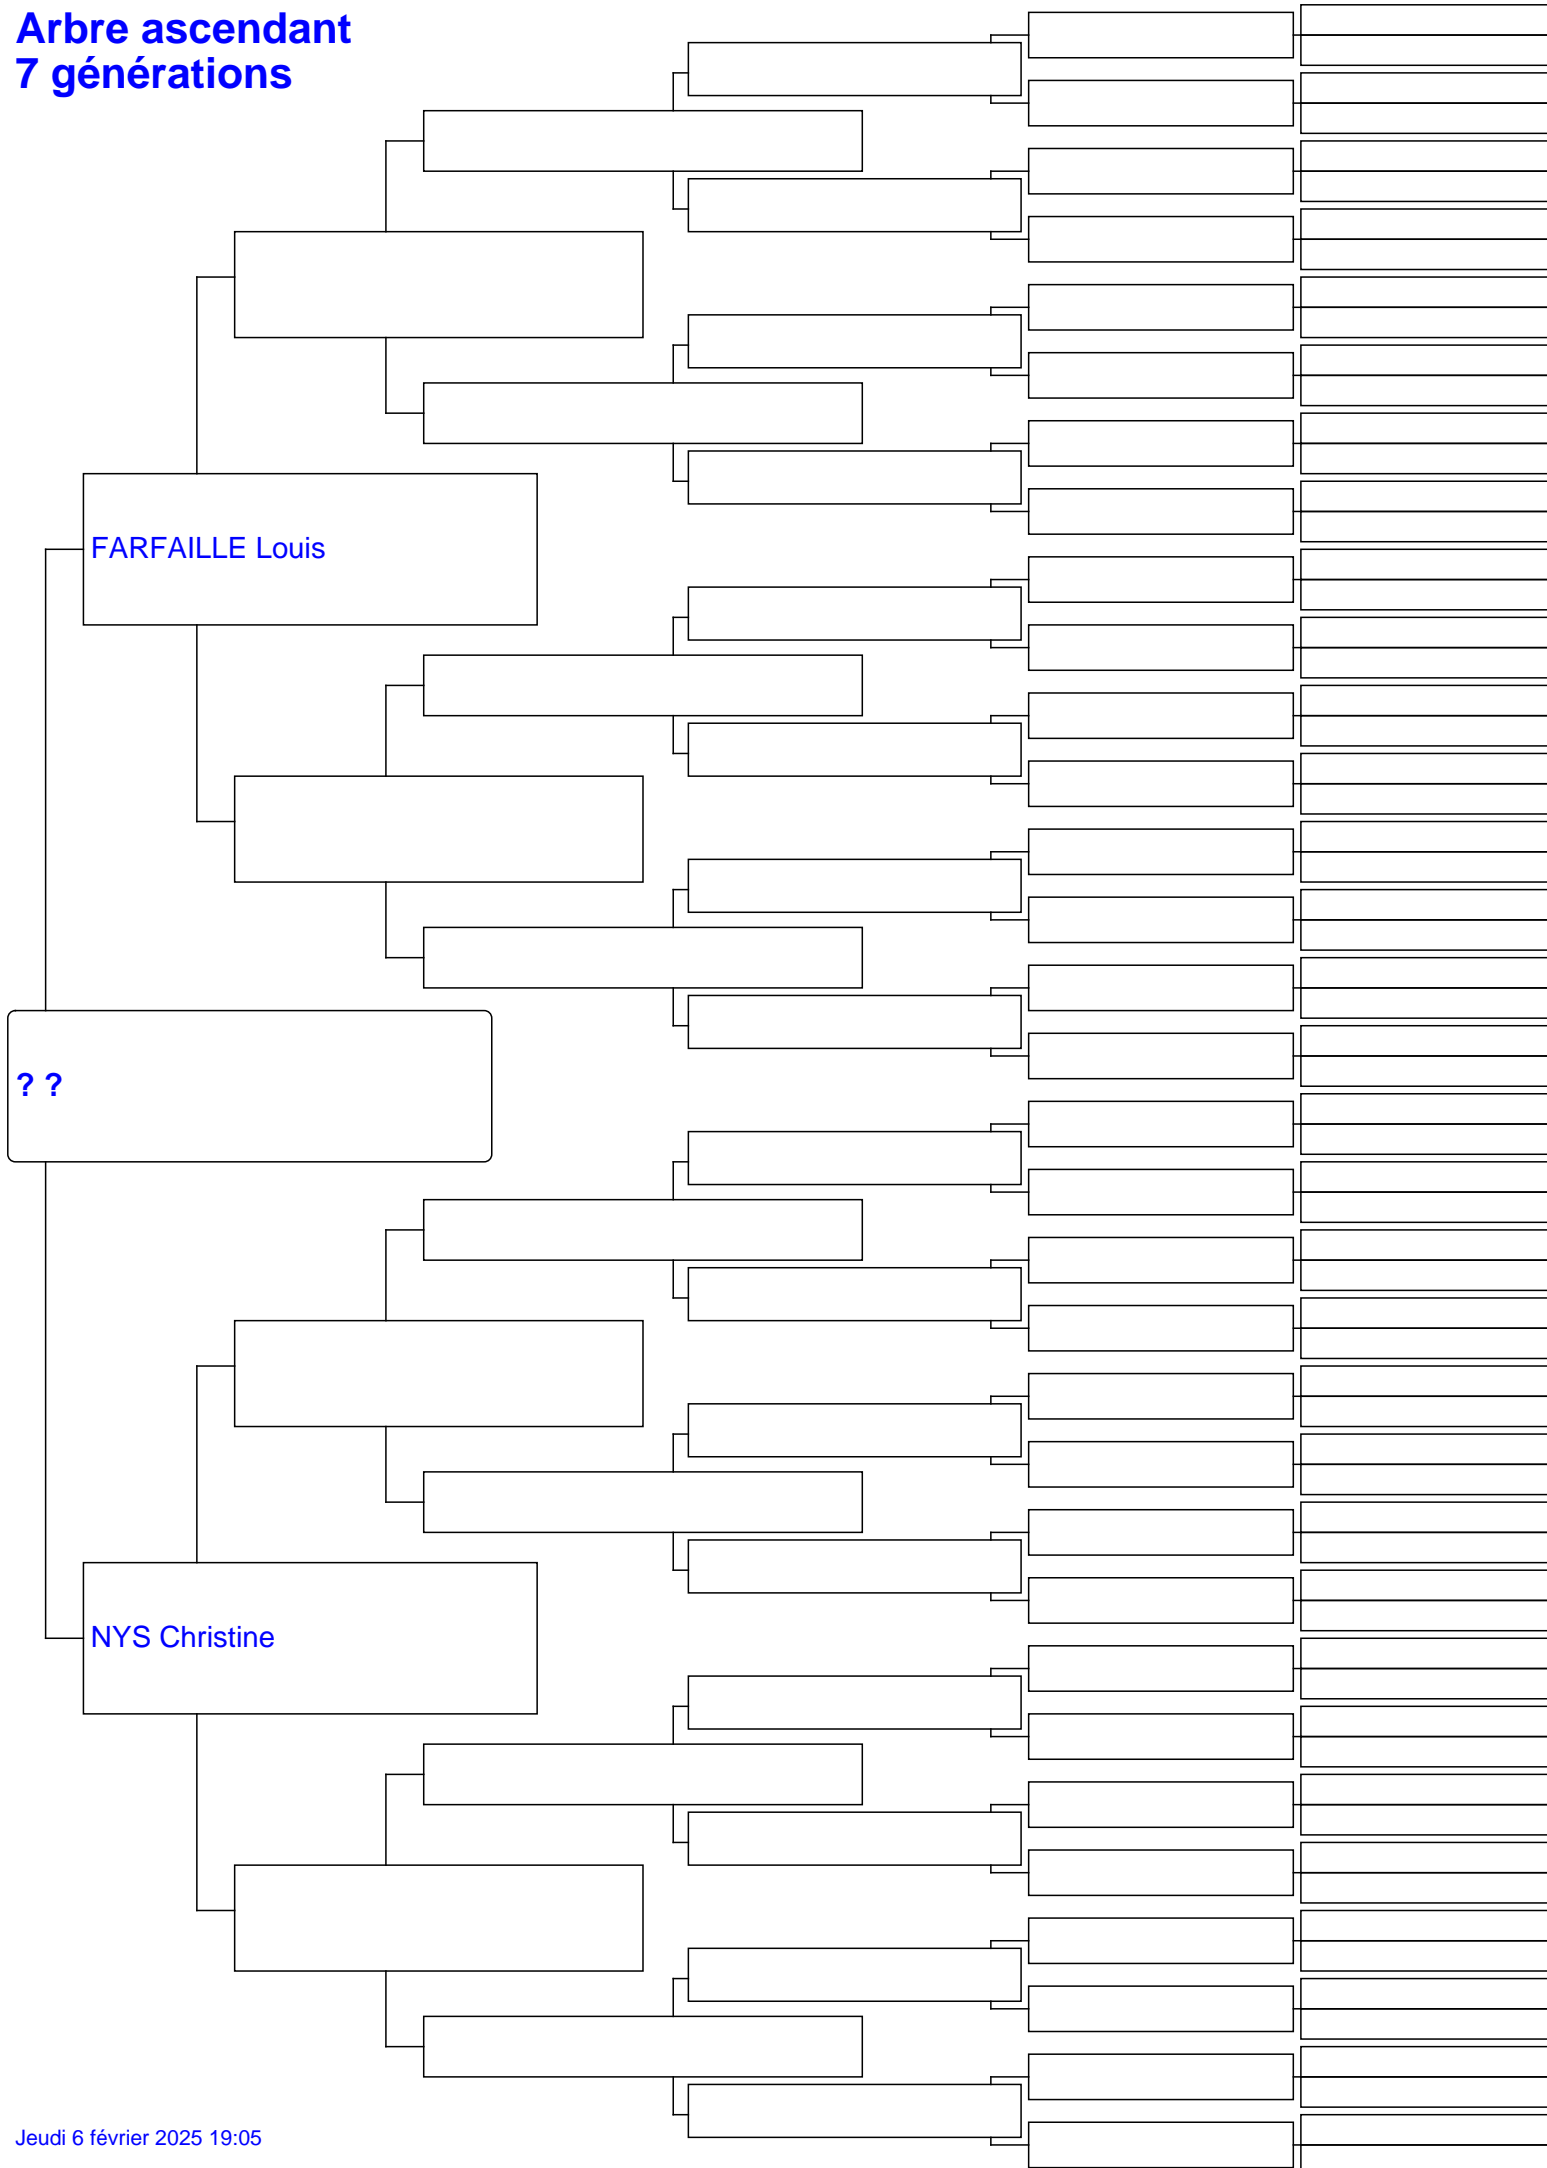 Arbre ascendant
7 générations
FARFAILLE Louis
? ?
NYS Christine
Jeudi 6 février 2025 19:05